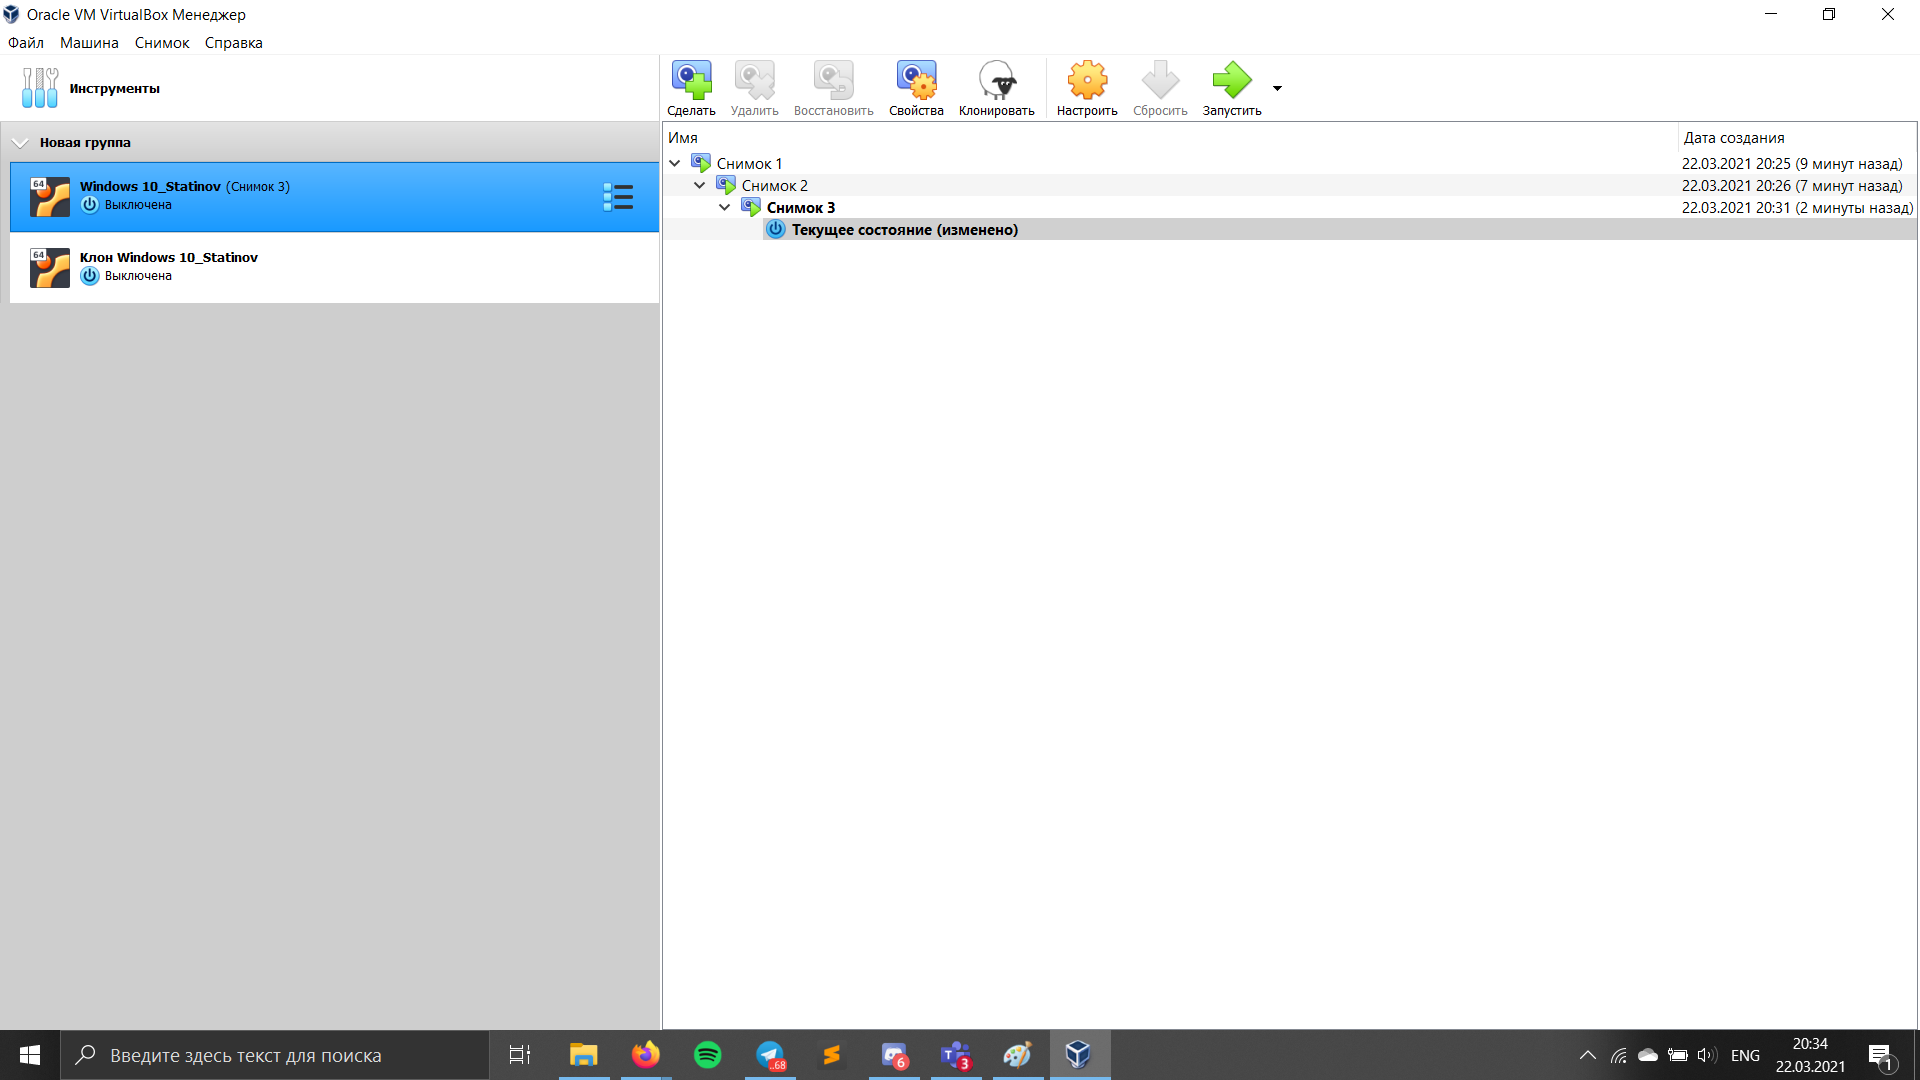 Oracle VM VirtualBox Менеджер
Файл Машина Снимок Справка
Инструменты
Сделать Удалить Восстановить Свойства Клонировать Настроить Сбросить Запустить
Новая группа
Имя Дата создания
64
Windows 10_Statinov (Снимок 3)
Выключена
64
Клон Windows 10_Statinov
Выключена
Снимок 1 22.03.2021 20:25 (9 минут назад)
Снимок 2 22.03.2021 20:26 (7 минут назад)
Снимок 3 22.03.2021 20:31 (2 минуты назад)
Текущее состояние (изменено)
Введите здесь текст для поиска
..68
6
T
3
ENG
20:34
22.03.2021
1